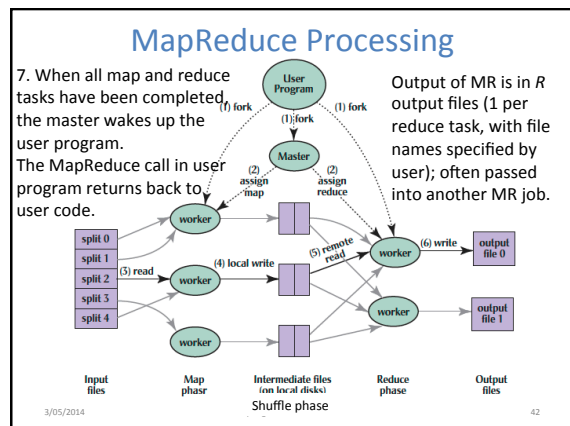 MapReduce Processing
7. When all map and reduce
tasks have been completed,
the master wakes up the
user program.
The MapReduce call in user
program returns back to
user code.
User
Program
Output of MR is in R
output files (1 per
reduce task, with file
names specified by
user); often passed
into another MR job.
(1) fork
(1) fork
(1) fork
Master
(2)
assign
map
(2)
assign
reduce
worker
split 0
split 1
split 2
split 3
split 4
(3) read
worker
(4) local write
(5) remote
read
worker
(6) write
output
file 0
worker
output
file 1
worker
Input
files
Map
phasr
Intermediate files
(on local disks)
Reduce
phase
Output
files
Shuffle phase
3/05/2014
42